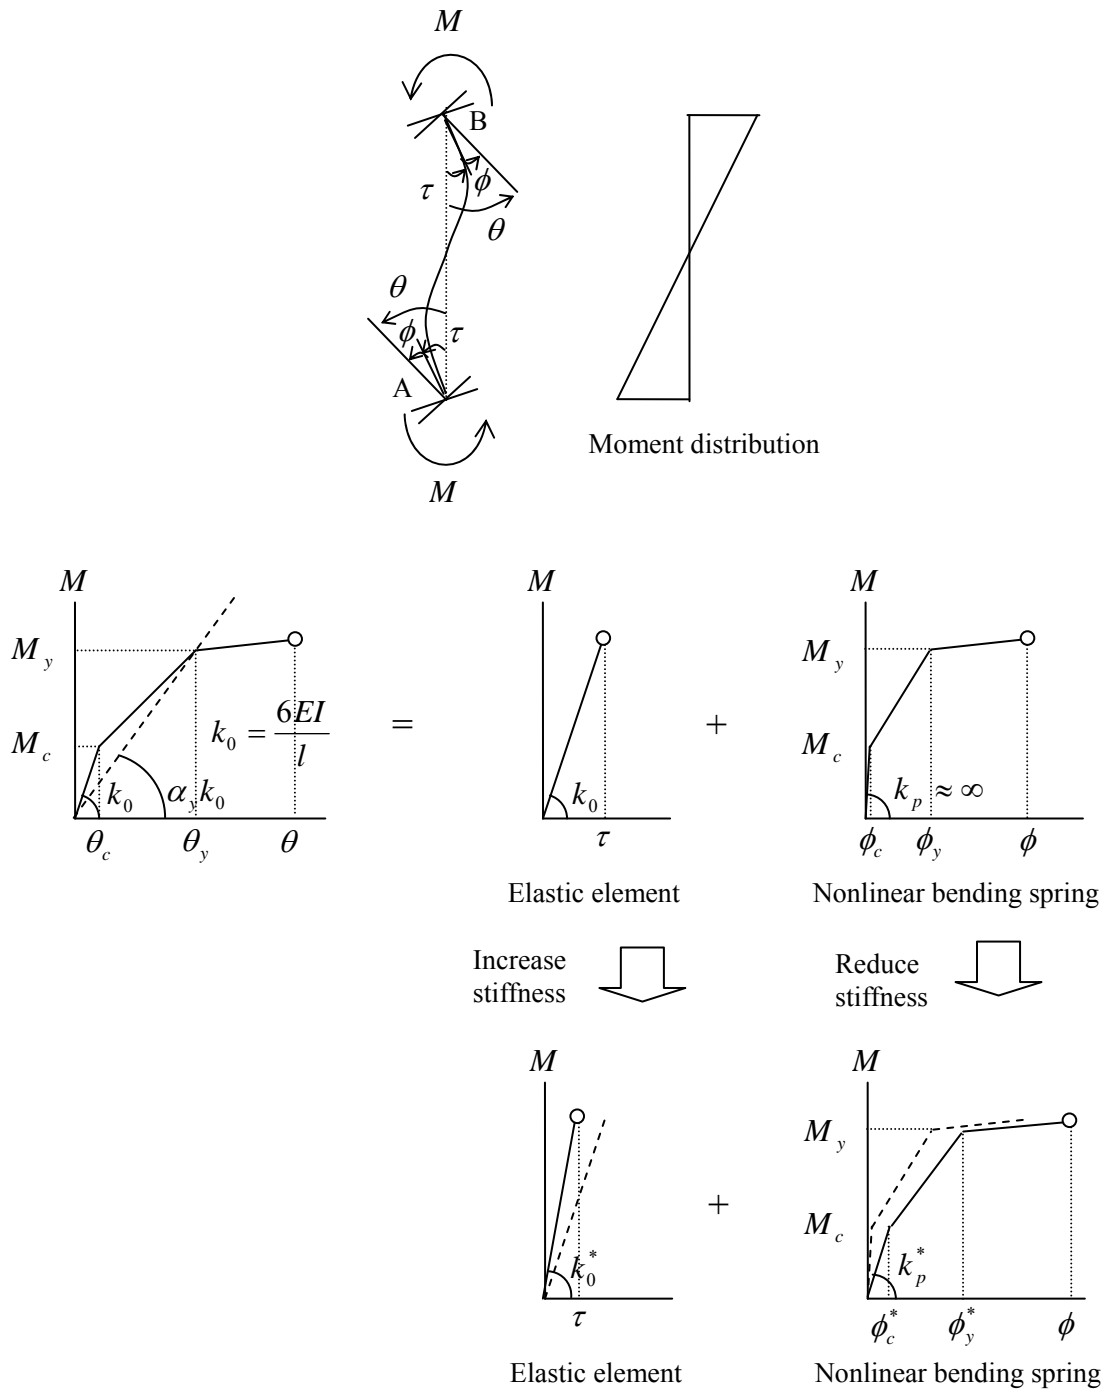 M
B
τ
ϕ
θ
θ
ϕ
τ
A
M
Moment distribution
M
M_y
M_c
k_0 = 6EI / l
k_0
α_y k_0
θ_c
θ_y
θ
=
M
k_0
τ
Elastic element
+
M
M_y
M_c
k_p ≈ ∞
ϕ_c
ϕ_y
ϕ
Nonlinear bending spring
Increase
stiffness
Reduce
stiffness
M
k_0^*
τ
Elastic element
+
M
M_y
M_c
k_p^*
ϕ_c^*
ϕ_y^*
ϕ
Nonlinear bending spring